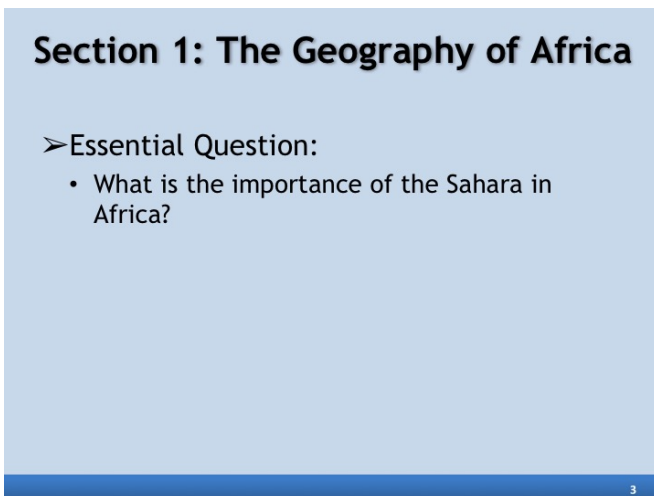 Section 1: The Geography of Africa
➢Essential Question:
• What is the importance of the Sahara in
Africa?
3